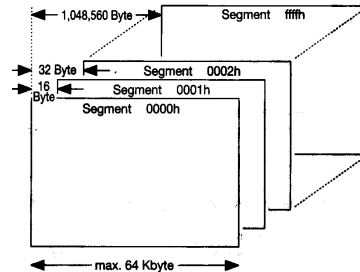 1,048,560 Byte
Segment ffffh
32 Byte
Segment 0002h
16 Byte
Segment 0001h
Segment 0000h
max. 64 Kbyte